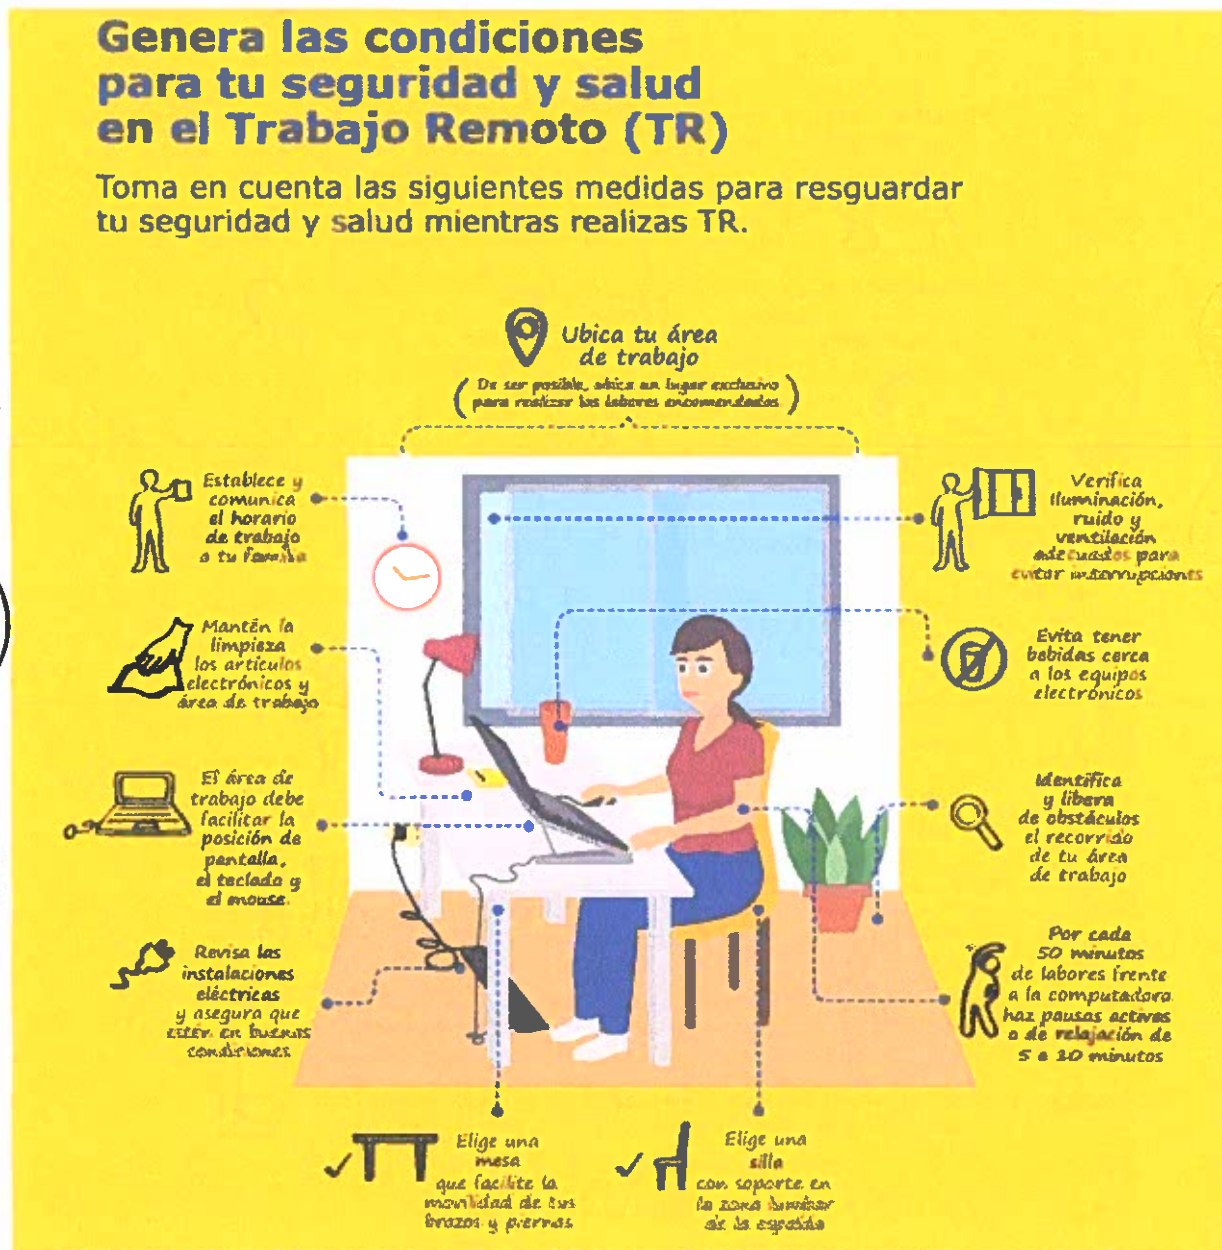 Genera las condiciones
para tu seguridad y salud
en el Trabajo Remoto (TR)
Toma en cuenta las siguientes medidas para resguardar
tu seguridad y salud mientras realizas TR.
Ubica tu área
de trabajo
(De ser posible, ubica un lugar exclusivo
para realizar las labores encomendadas)
Establece y
comunica
el horario
de trabajo
a tu familia
Mantén la
limpieza
los artículos
electrónicos y
área de trabajo
El área de
trabajo debe
facilitar la
posición de
pantalla,
el teclado y
el mouse.
Revisa las
instalaciones
eléctricas
y asegura que
estén en buenas
condiciones
Verifica
iluminación,
ruido y
ventilación
adecuados para
evitar interrupciones
Evita tener
bebidas cerca
a los equipos
electrónicos
Identifica
y libera
de obstáculos
el recorrido
de tu área
de trabajo
Por cada
50 minutos
de labores frente
a la computadora
haz pausas activas
o de relajación de
5 a 10 minutos
Elige una
mesa
que facilite la
movilidad de tus
brazos y piernas
Elige una
silla
con soporte en
la zona lumbar
de la espalda